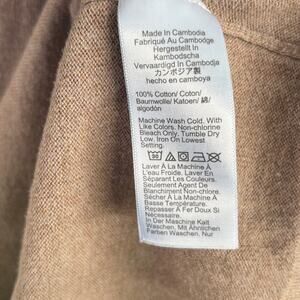 Made In Cambodia
Fabriqué Au Cambodge
Hergestellt In
Kambodscha
Vervaardigd In Cambodja
カンボジア製
hecho en camboya
100% Cotton/ Coton/
Baumwolle/ Katoen/ 綿/
algodón
Machine Wash Cold. With
Like Colors. Non-chlorine
Bleach Only. Tumble Dry
Low. Iron On Lowest
Setting.
Laver À La Machine À
L'eau Froide. Laver En
Séparant Les Couleurs.
Seulement Agent De
Blanchiment Non-chlore.
Sécher À La Machine À
Basse Température.
Repasser À Fer Doux Si
Nécessaire.
In Der Maschine Kalt
Waschen, Mit Ähnlichen
Farben Waschen. Nur